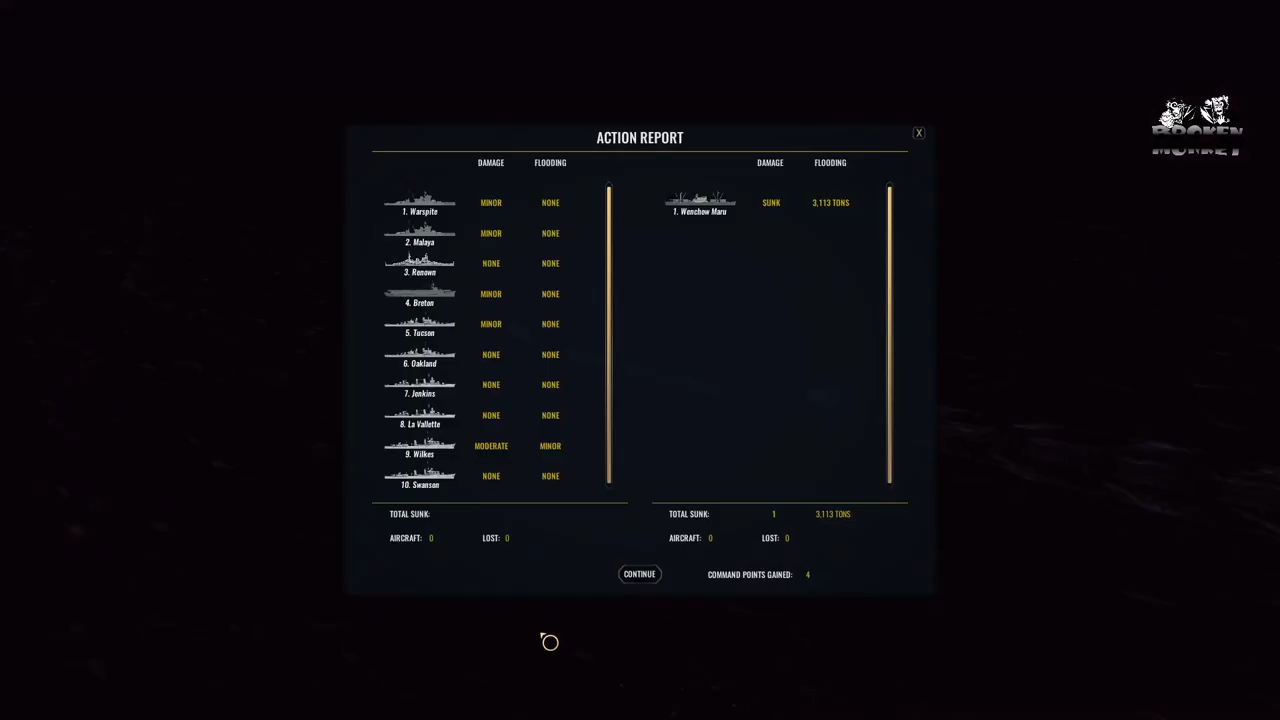 BROKEN
MONKEY
ACTION REPORT
X
DAMAGE FLOODING
1. Warspite MINOR NONE
2. Malaya MINOR NONE
3. Renown NONE NONE
4. Breton MINOR NONE
5. Tucson MINOR NONE
6. Oakland NONE NONE
7. Jenkins NONE NONE
8. La Vallette NONE NONE
9. Wilkes MODERATE MINOR
10. Swanson NONE NONE
TOTAL SUNK:
AIRCRAFT: 0 LOST: 0
DAMAGE FLOODING
1. Wenchow Maru SUNK 3,113 TONS
TOTAL SUNK: 1 3,113 TONS
AIRCRAFT: 0 LOST: 0
CONTINUE
COMMAND POINTS GAINED: 4